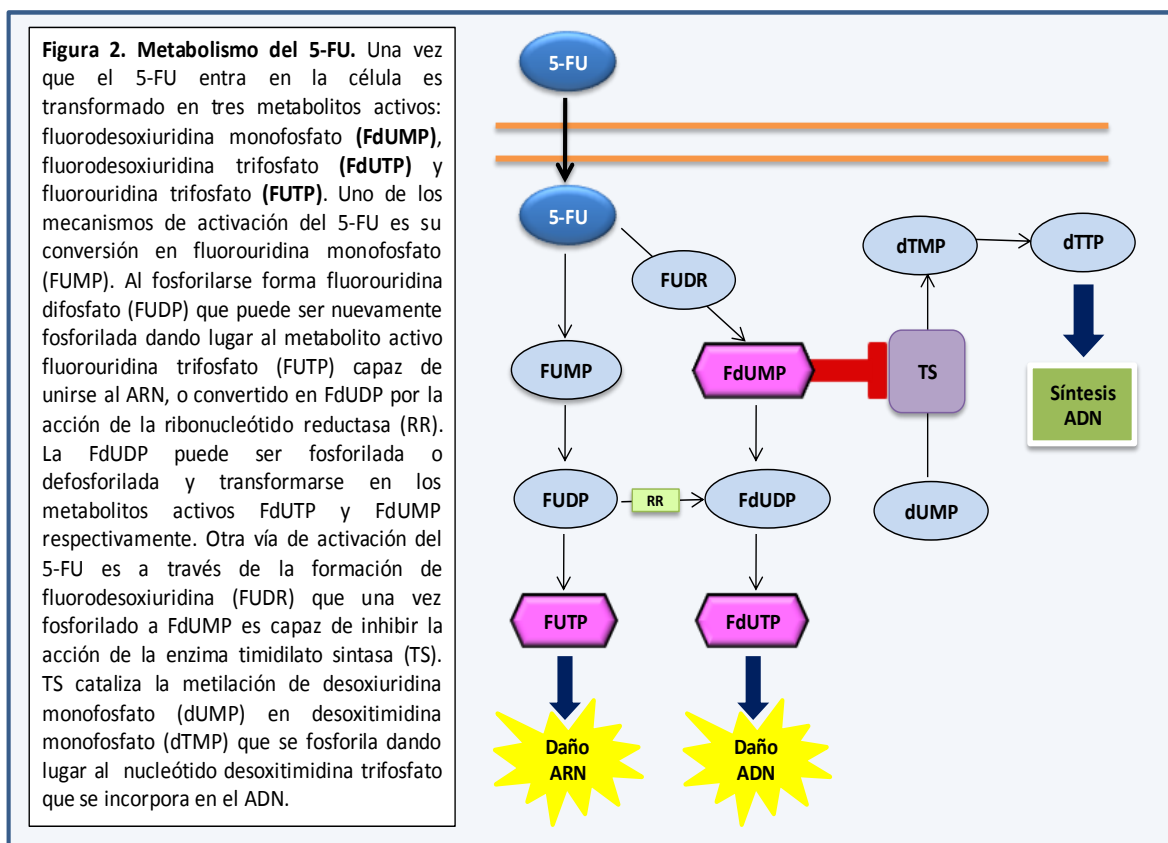 Figura 2. Metabolismo del 5-FU. Una vez
que el 5-FU entra en la célula es
transformado en tres metabolitos activos:
fluorodesoxiuridina monofosfato (FdUMP),
fluorodesoxiuridina trifosfato (FdUTP) y
fluorouridina trifosfato (FUTP). Uno de los
mecanismos de activación del 5-FU es su
conversión en fluorouridina monofosfato
(FUMP). Al fosforilarse forma fluorouridina
difosfato (FUDP) que puede ser nuevamente
fosforilada dando lugar al metabolito activo
fluorouridina trifosfato (FUTP) capaz de
unirse al ARN, o convertido en FdUDP por la
acción de la ribonucleótido reductasa (RR).
La FdUDP puede ser fosforilada o
defosforilada y transformarse en los
metabolitos activos FdUTP y FdUMP
respectivamente. Otra vía de activación del
5-FU es a través de la formación de
fluorodesoxiuridina (FUDR) que una vez
fosforilado a FdUMP es capaz de inhibir la
acción de la enzima timidilato sintasa (TS).
TS cataliza la metilación de desoxiuridina
monofosfato (dUMP) en desoxitimidina
monofosfato (dTMP) que se fosforila dando
lugar al nucleótido desoxitimidina trifosfato
que se incorpora en el ADN.
5-FU
5-FU
FUDR
dTMP
dTTP
FUMP
FdUMP
TS
Síntesis
ADN
FUDP
RR
FdUDP
dUMP
FUTP
FdUTP
Daño
ARN
Daño
ADN